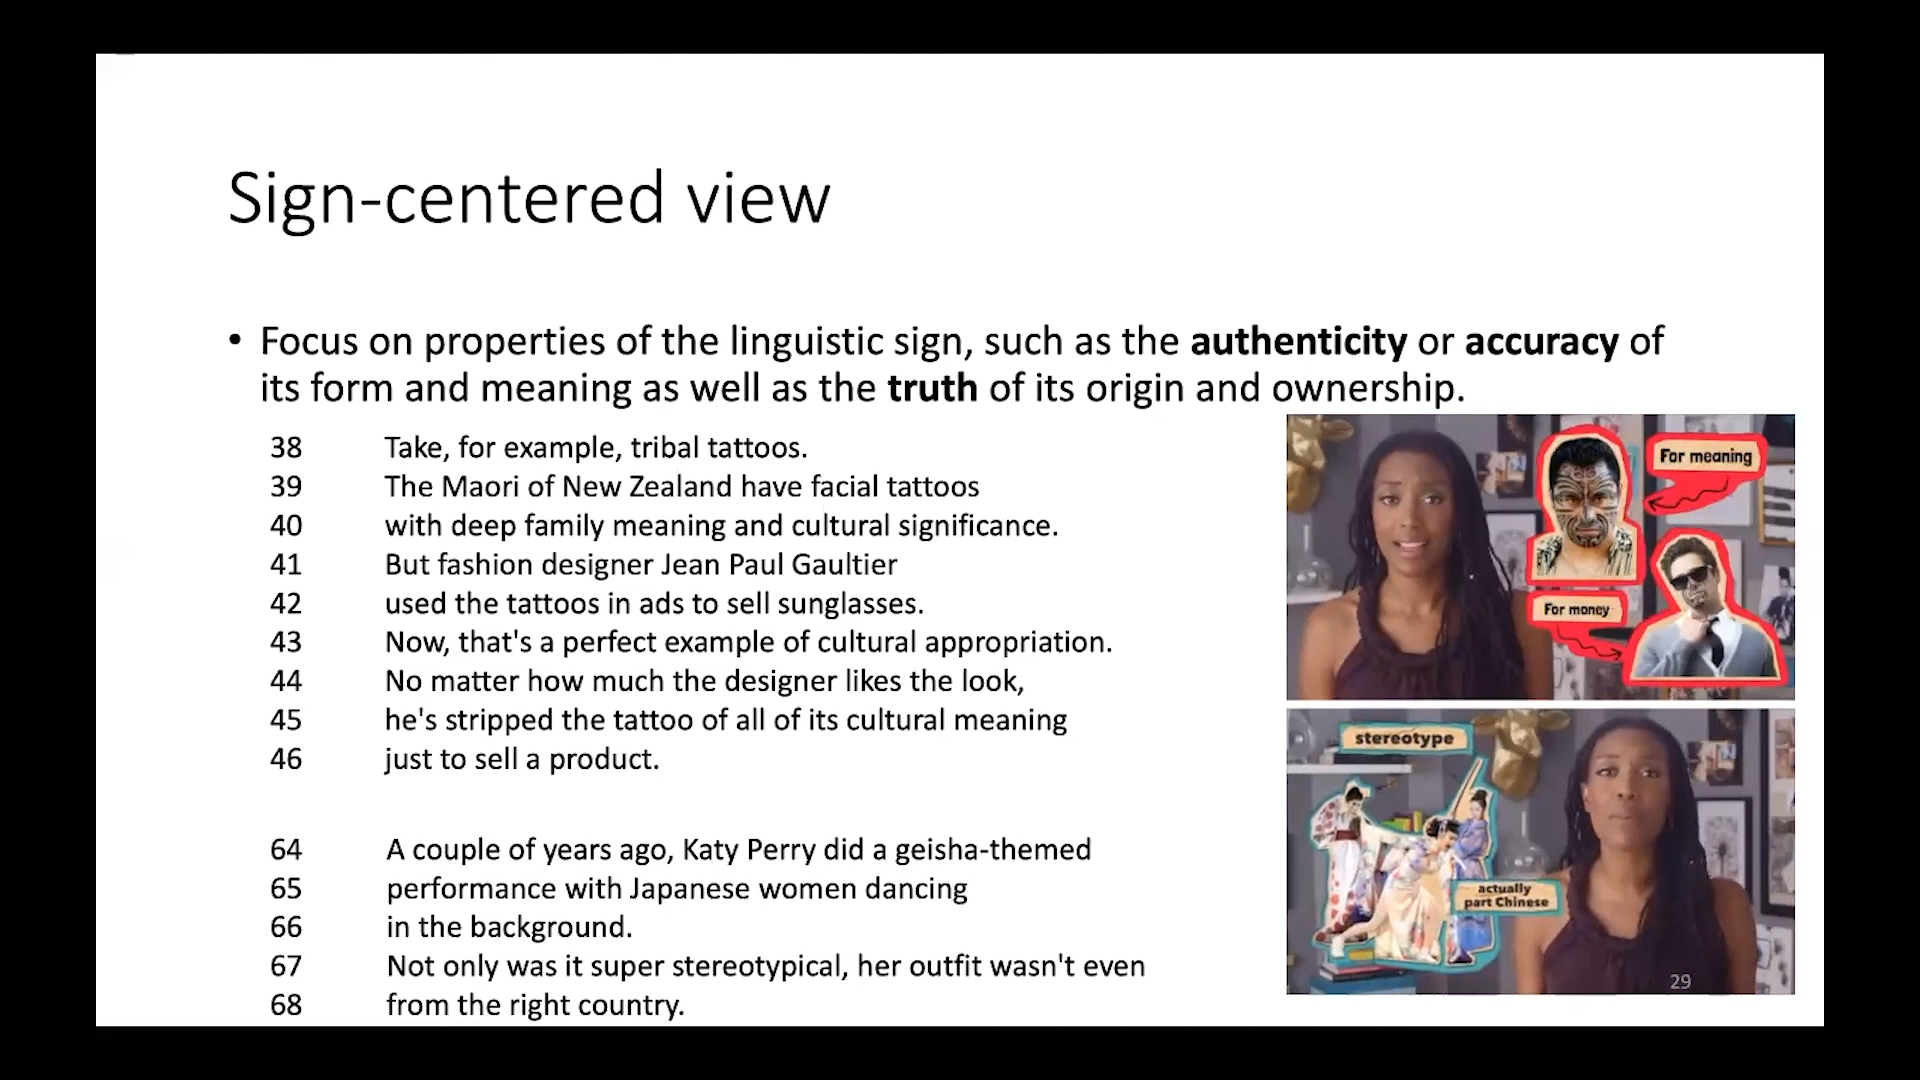 Sign-centered view
• Focus on properties of the linguistic sign, such as the authenticity or accuracy of
its form and meaning as well as the truth of its origin and ownership.
38 Take, for example, tribal tattoos.
39 The Maori of New Zealand have facial tattoos
40 with deep family meaning and cultural significance.
41 But fashion designer Jean Paul Gaultier
42 used the tattoos in ads to sell sunglasses.
43 Now, that's a perfect example of cultural appropriation.
44 No matter how much the designer likes the look,
45 he's stripped the tattoo of all of its cultural meaning
46 just to sell a product.
64 A couple of years ago, Katy Perry did a geisha-themed
65 performance with Japanese women dancing
66 in the background.
67 Not only was it super stereotypical, her outfit wasn't even
68 from the right country.
For meaning
For money
stereotype
actually
part Chinese
29